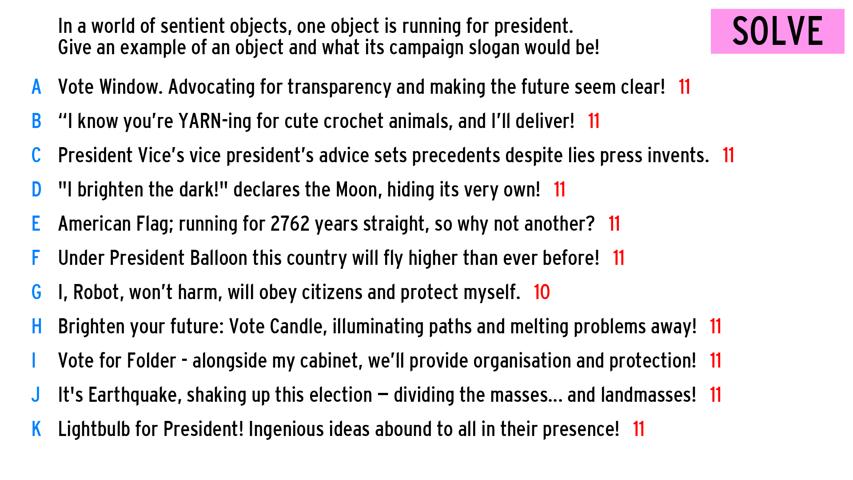 In a world of sentient objects, one object is running for president.
Give an example of an object and what its campaign slogan would be!
SOLVE
A Vote Window. Advocating for transparency and making the future seem clear! 11
B “I know you’re YARN-ing for cute crochet animals, and I’ll deliver! 11
C President Vice’s vice president’s advice sets precedents despite lies press invents. 11
D "I brighten the dark!" declares the Moon, hiding its very own! 11
E American Flag; running for 2762 years straight, so why not another? 11
F Under President Balloon this country will fly higher than ever before! 11
G I, Robot, won’t harm, will obey citizens and protect myself. 10
H Brighten your future: Vote Candle, illuminating paths and melting problems away! 11
I Vote for Folder - alongside my cabinet, we’ll provide organisation and protection! 11
J It's Earthquake, shaking up this election – dividing the masses... and landmasses! 11
K Lightbulb for President! Ingenious ideas abound to all in their presence! 11